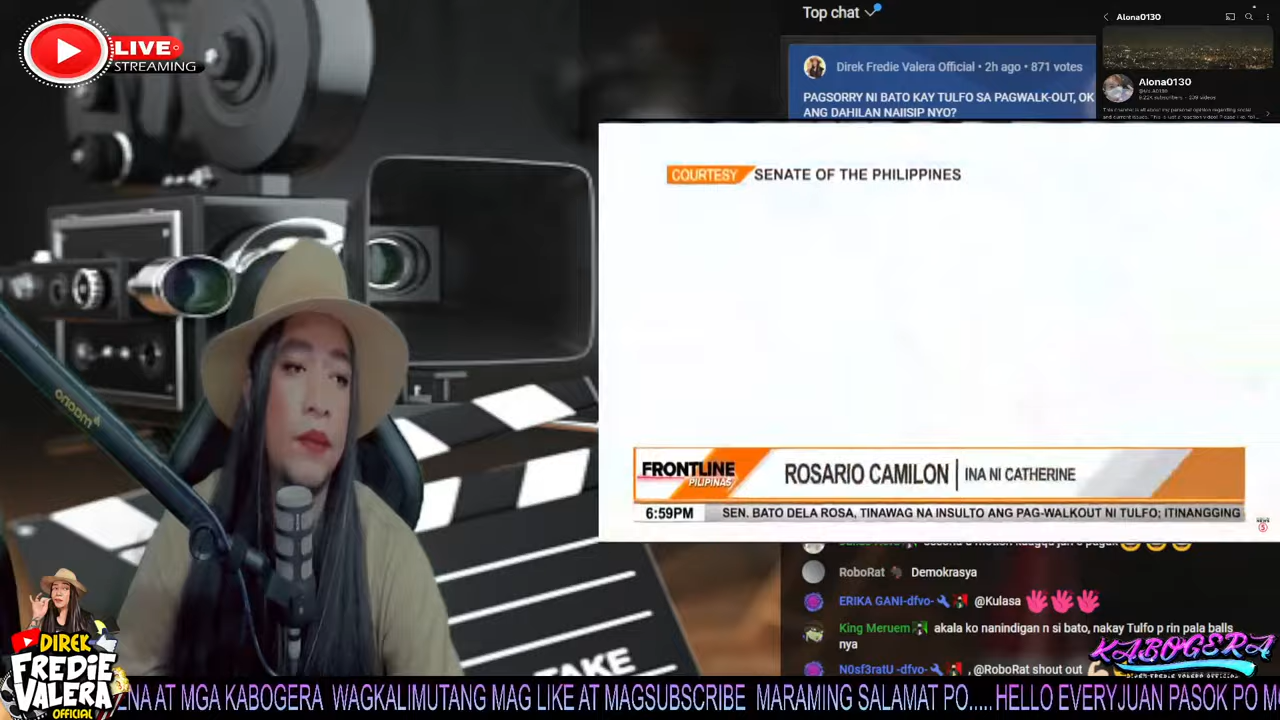 LIVE
STREAMING
Top chat
Direk Fredie Valera Official • 2h ago • 871 votes
PAGSORRY NI BATO KAY TULFO SA PAGWALK-OUT, OK
ANG DAHILAN NAIISIP NYO?
Alona0130
Alona0130
COURTESY SENATE OF THE PHILIPPINES
maono
FRONTLINE
PILIPINAS
ROSARIO CAMILON | INA NI CATHERINE
6:59PM SEN. BATO DELA ROSA, TINAWAG NA INSULTO ANG PAG-WALKOUT NI TULFO; ITINANGGING
NEWS
5
RoboRat Demokrasya
ERIKA GANI-dfvo- @Kulasa
King Meruem akala ko nanindigan n si bato, nakay Tulfo p rin pala balls
nya
N0sf3ratU -dfvo- , @RoboRat shout out
KABOGERA
DIREK
FREDIE
VALERA
OFFICIAL
TAKE
ENA AT MGA KABOGERA WAGKALIMUTANG MAG LIKE AT MAGSUBSCRIBE MARAMING SALAMAT PO..... HELLO EVERYJUAN PASOK PO M